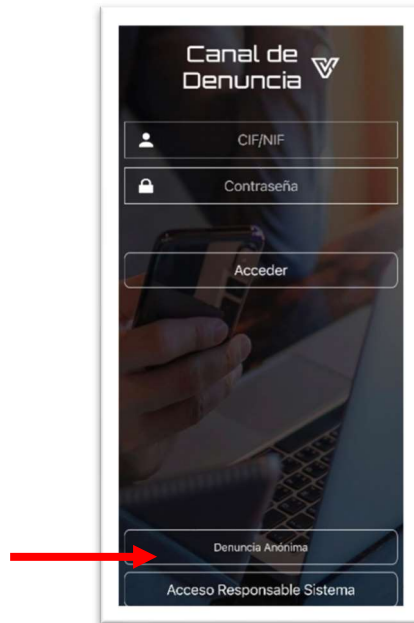 Canal de
Denuncia
CIF/NIF
Contraseña
Acceder
Denuncia Anónima
Acceso Responsable Sistema